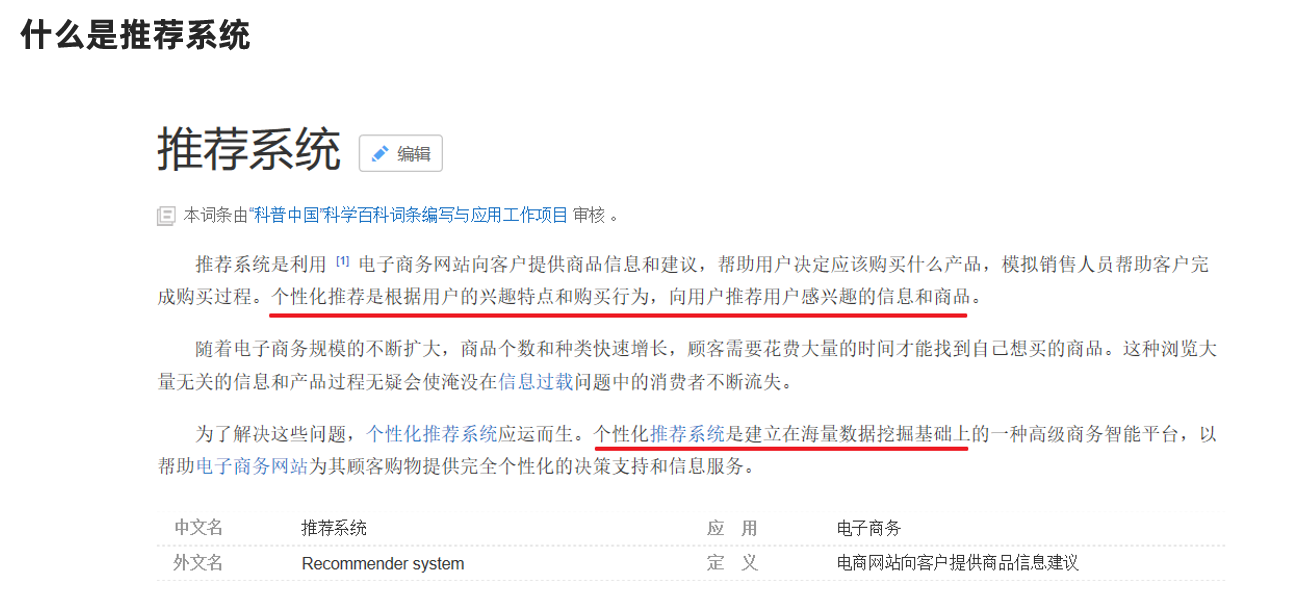 什么是推荐系统
推荐系统 编辑
本词条由“科普中国”科学百科词条编写与应用工作项目 审核 。
推荐系统是利用 [1] 电子商务网站向客户提供商品信息和建议，帮助用户决定应该购买什么产品，模拟销售人员帮助客户完
成购买过程。个性化推荐是根据用户的兴趣特点和购买行为，向用户推荐用户感兴趣的信息和商品。
随着电子商务规模的不断扩大，商品个数和种类快速增长，顾客需要花费大量的时间才能找到自己想买的商品。这种浏览大
量无关的信息和产品过程无疑会使淹没在信息过载问题中的消费者不断流失。
为了解决这些问题，个性化推荐系统应运而生。个性化推荐系统是建立在海量数据挖掘基础上的一种高级商务智能平台，以
帮助电子商务网站为其顾客购物提供完全个性化的决策支持和信息服务。
中文名 推荐系统 应 用 电子商务
外文名 Recommender system 定 义 电商网站向客户提供商品信息建议